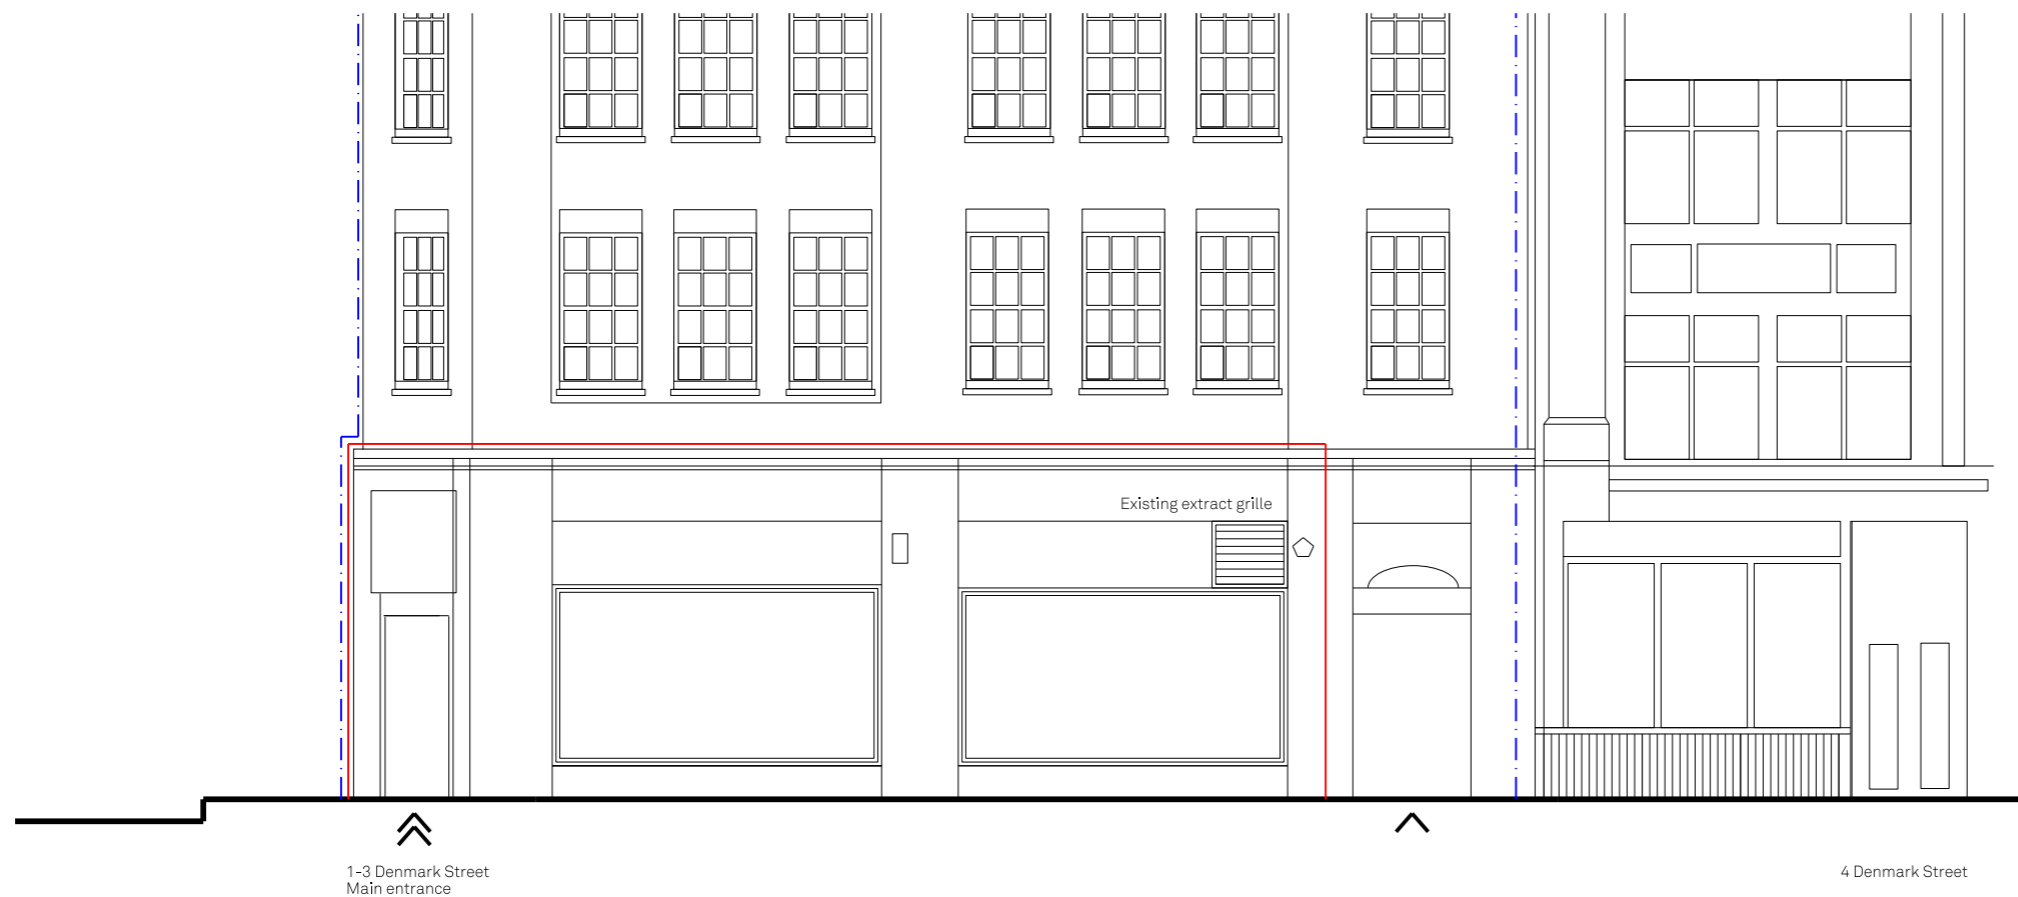 Existing extract grille
1-3 Denmark Street
Main entrance
4 Denmark Street